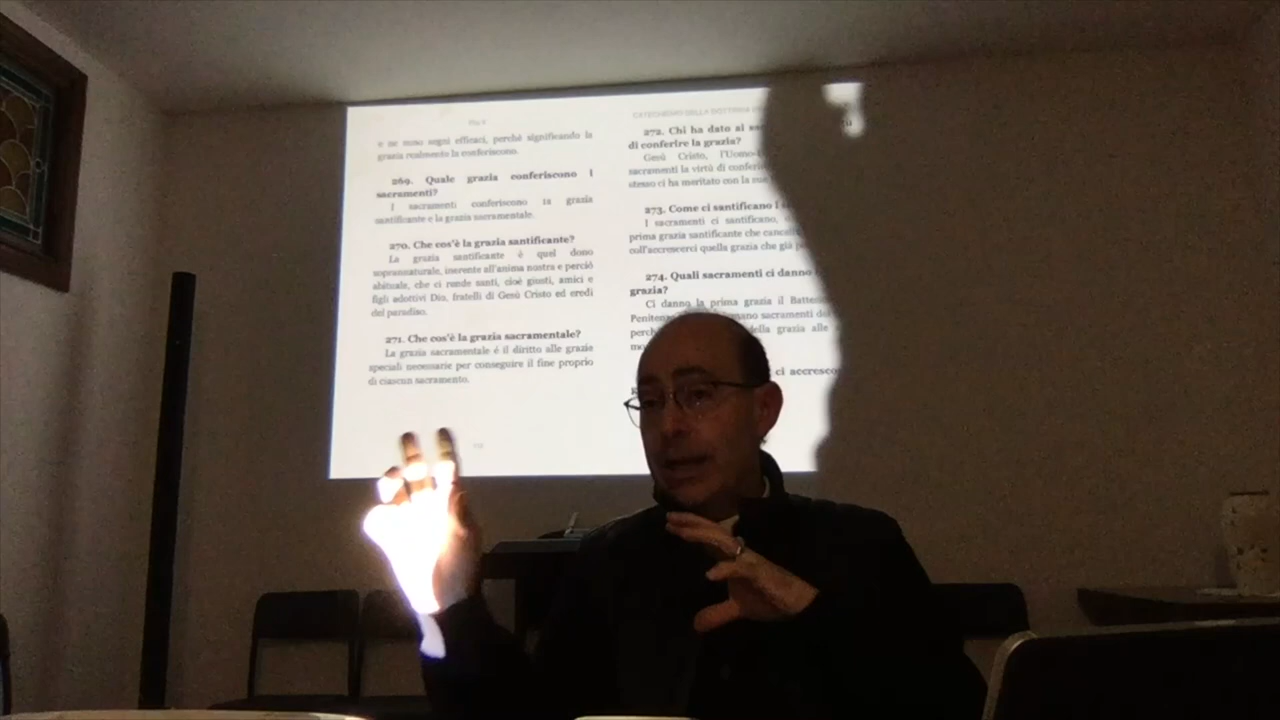 e ne sono segni efficaci, perchè significando la
grazia realmente la conferiscono.
269. Quale grazia conferiscono i
sacramenti?
I sacramenti conferiscono la grazia
santificante e la grazia sacramentale.
270. Che cos'è la grazia santificante?
La grazia santificante è quel dono
soprannaturale, inerente all'anima nostra e perciò
abituale, che ci rende santi, cioè giusti, amici e
figli adottivi Dio, fratelli di Gesù Cristo ed eredi
del paradiso.
271. Che cos'è la grazia sacramentale?
La grazia sacramentale é il diritto alle grazie
speciali necessarie per conseguire il fine proprio
di ciascun sacramento.
CATECHISMO DELLA DOTTRINA
272. Chi ha dato ai
di conferire la grazia?
Gesù Cristo,
sacramenti la virtù di
stesso ci ha meritato con la sue
273. Come ci santificano i
I sacramenti ci santificano,
prima grazia santificante che
coll'accrescerci quella grazia che già
274. Quali sacramenti ci danno
grazia?
Ci danno la prima grazia il
sacramenti
della grazia alle
ci